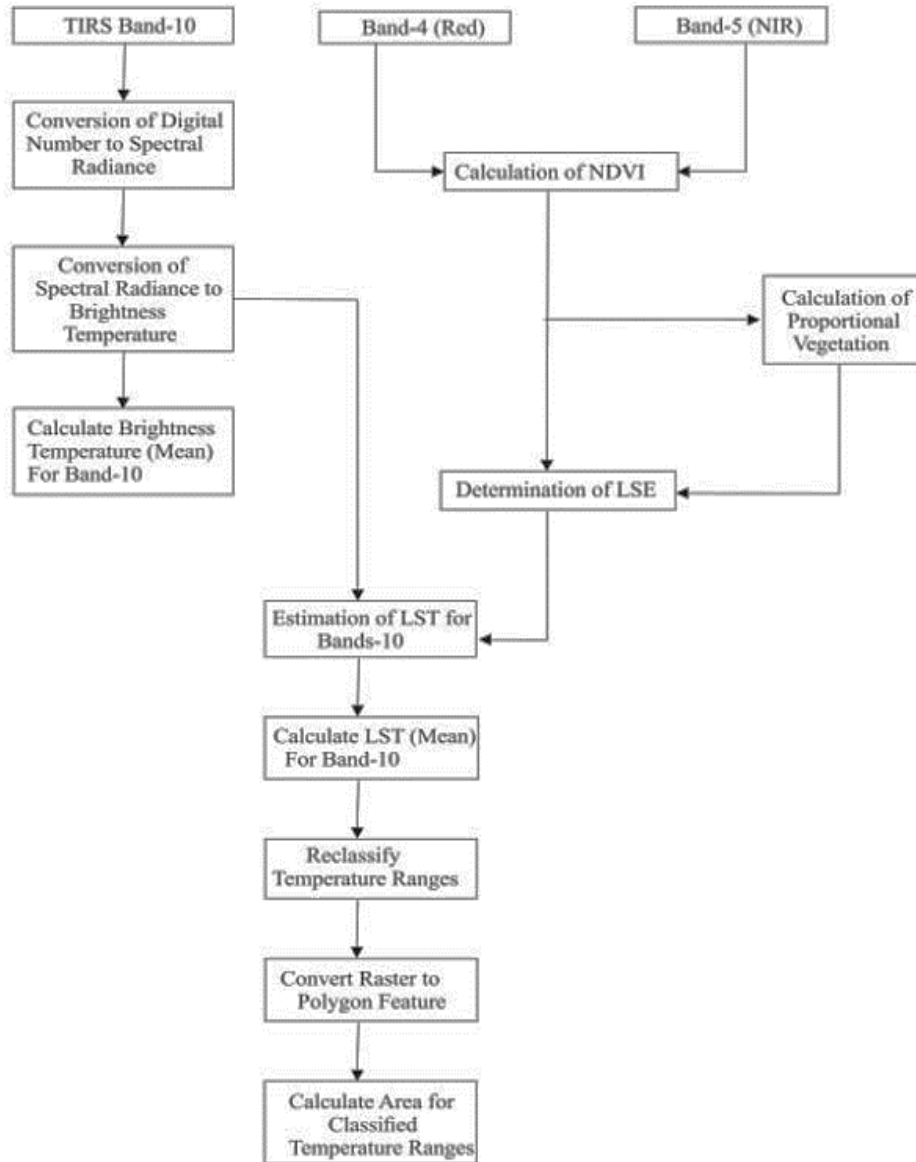 TIRS Band-10
Band-4 (Red)
Band-5 (NIR)
Conversion of Digital
Number to Spectral
Radiance
Calculation of NDVI
Conversion of
Spectral Radiance to
Brightness
Temperature
Calculation of
Proportional
Vegetation
Calculate Brightness
Temperature (Mean)
For Band-10
Determination of LSE
Estimation of LST for
Bands-10
Calculate LST (Mean)
For Band-10
Reclassify
Temperature Ranges
Convert Raster to
Polygon Feature
Calculate Area for
Classified
Temperature Ranges